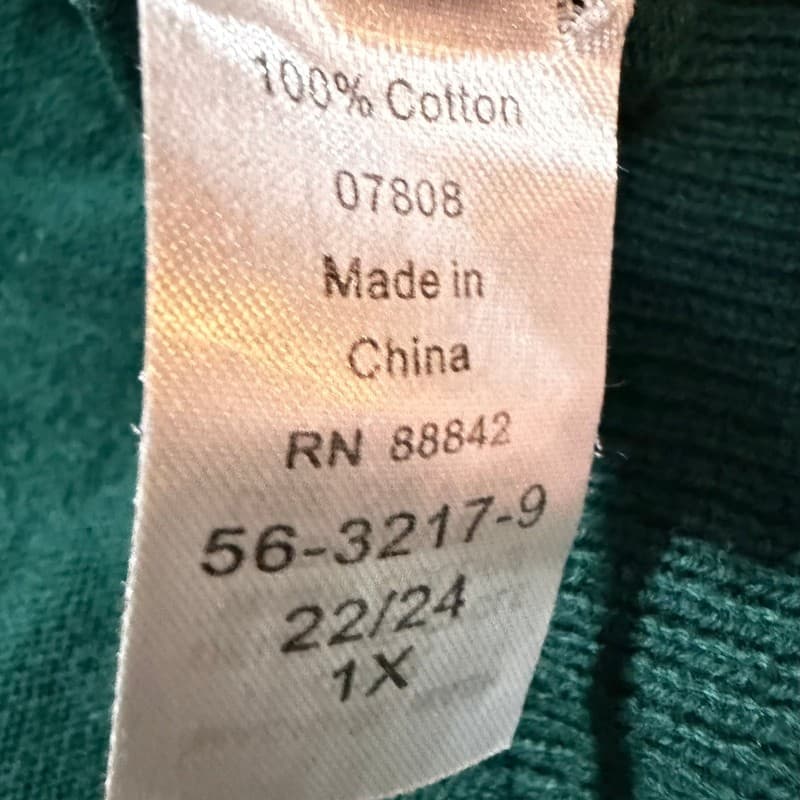 100% Cotton
07808
Made in
China
RN 88842
56-3217-9
22/24
1X